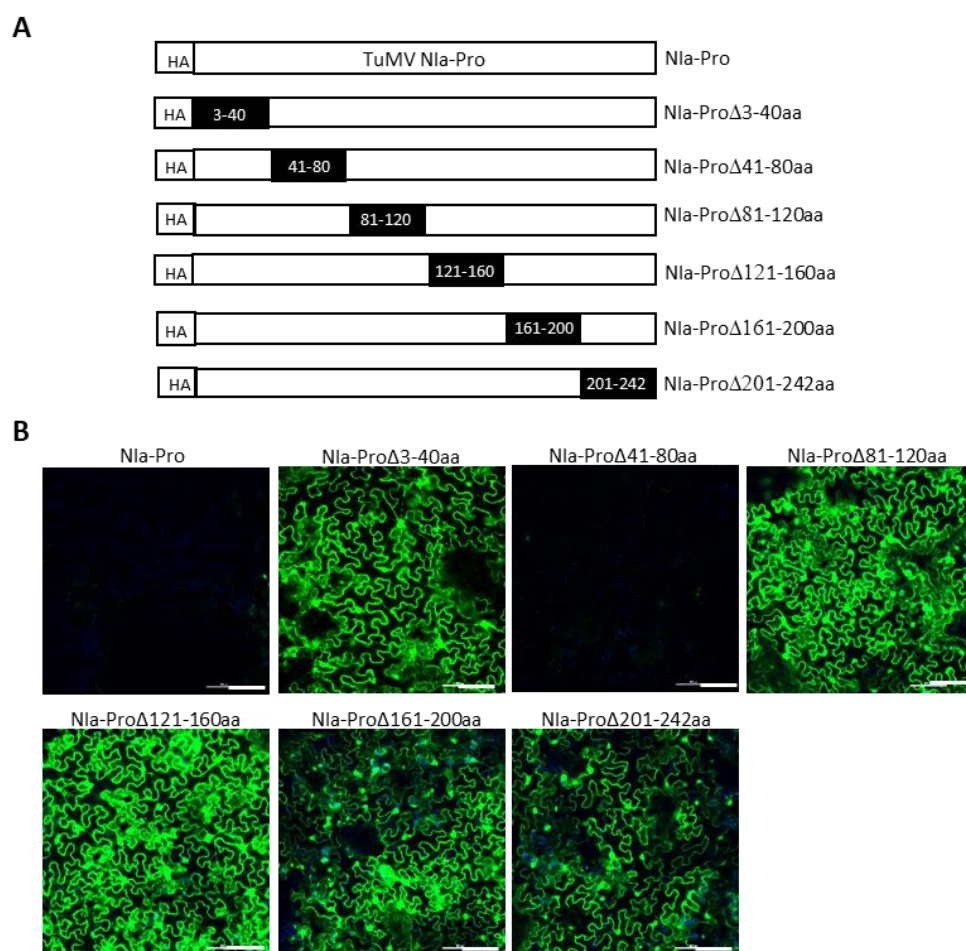 A
HA TuMV NIa-Pro NIa-Pro
HA 3-40 NIa-ProΔ3-40aa
HA 41-80 NIa-ProΔ41-80aa
HA 81-120 NIa-ProΔ81-120aa
HA 121-160 NIa-ProΔ121-160aa
HA 161-200 NIa-ProΔ161-200aa
HA 201-242 NIa-ProΔ201-242aa
B
NIa-Pro NIa-ProΔ3-40aa NIa-ProΔ41-80aa NIa-ProΔ81-120aa
NIa-ProΔ121-160aa NIa-ProΔ161-200aa NIa-ProΔ201-242aa